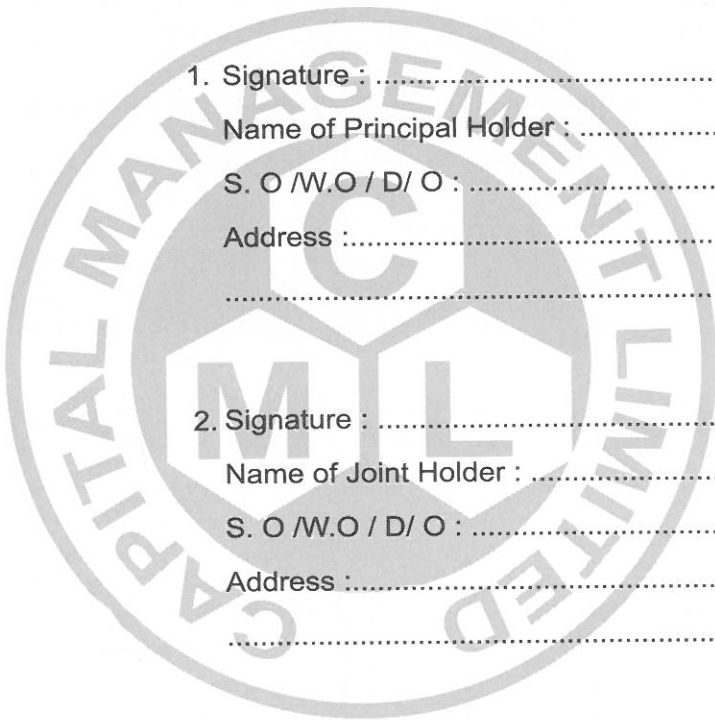 CAPITAL MANAGEMENT LIMITED
C
M L
1. Signature : ........................................................
Name of Principal Holder : ......................
S. O /W.O / D/ O : ........................................
Address :........................................................
........................................................................
2. Signature : ........................................................
Name of Joint Holder : ..............................
S. O /W.O / D/ O : ........................................
Address :........................................................
........................................................................